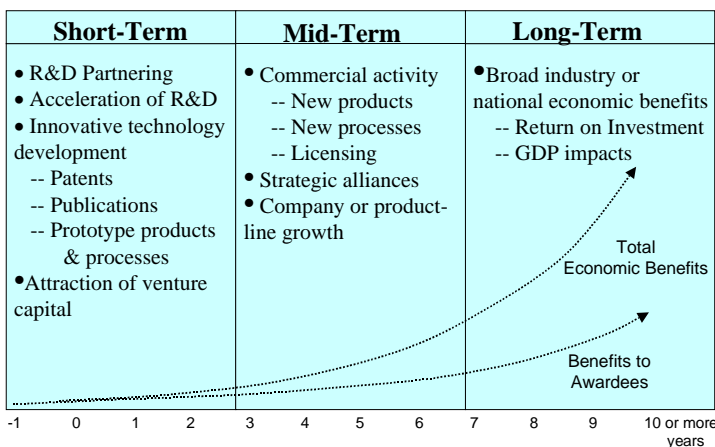 Short-Term
• R&D Partnering
• Acceleration of R&D
• Innovative technology
development
-- Patents
-- Publications
-- Prototype products
& processes
•Attraction of venture
capital
Mid-Term
• Commercial activity
-- New products
-- New processes
-- Licensing
• Strategic alliances
• Company or product-
line growth
Long-Term
•Broad industry or
national economic benefits
-- Return on Investment
-- GDP impacts
Total
Economic Benefits
Benefits to
Awardees
-1 0 1 2 3 4 5 6 7 8 9 10 or more
years